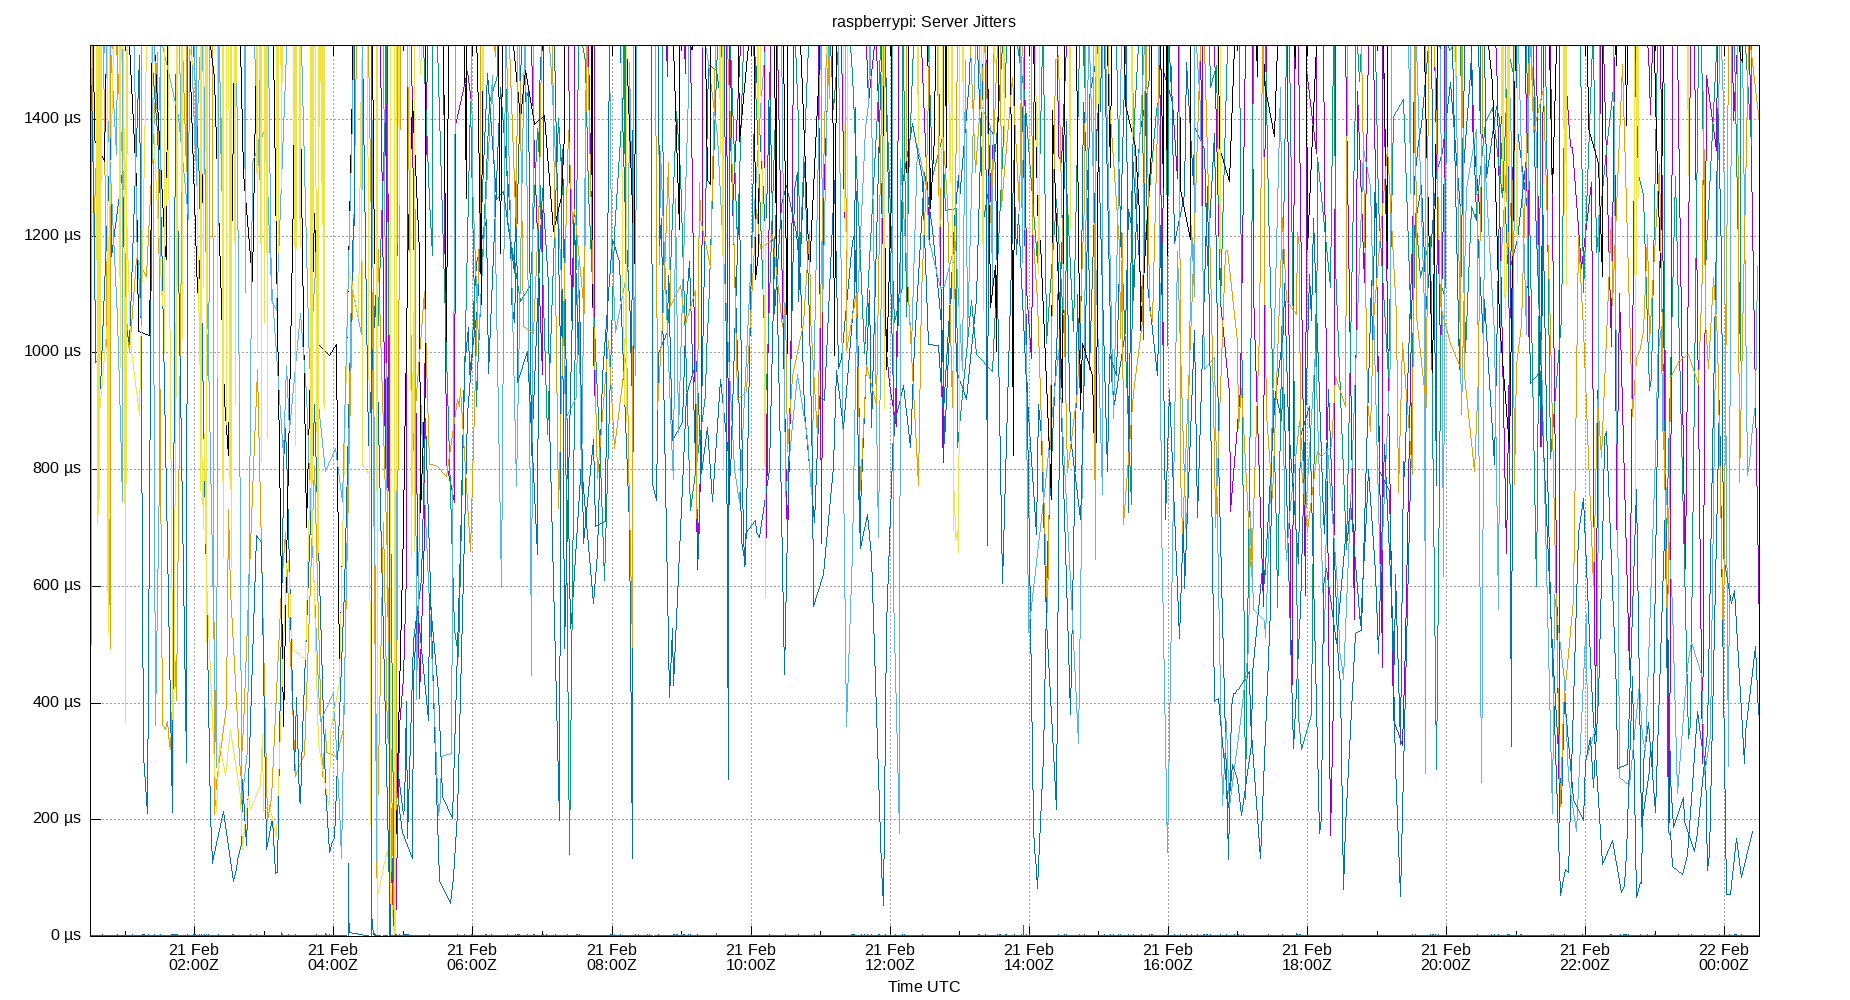 raspberrypi: Server Jitters
1400 µs
1200 µs
1000 µs
800 µs
600 µs
400 µs
200 µs
0 µs
21 Feb 21 Feb 21 Feb 21 Feb 21 Feb 21 Feb 21 Feb 21 Feb 21 Feb 21 Feb 21 Feb 22 Feb
02:00Z 04:00Z 06:00Z 08:00Z 10:00Z 12:00Z 14:00Z 16:00Z 18:00Z 20:00Z 22:00Z 00:00Z
Time UTC